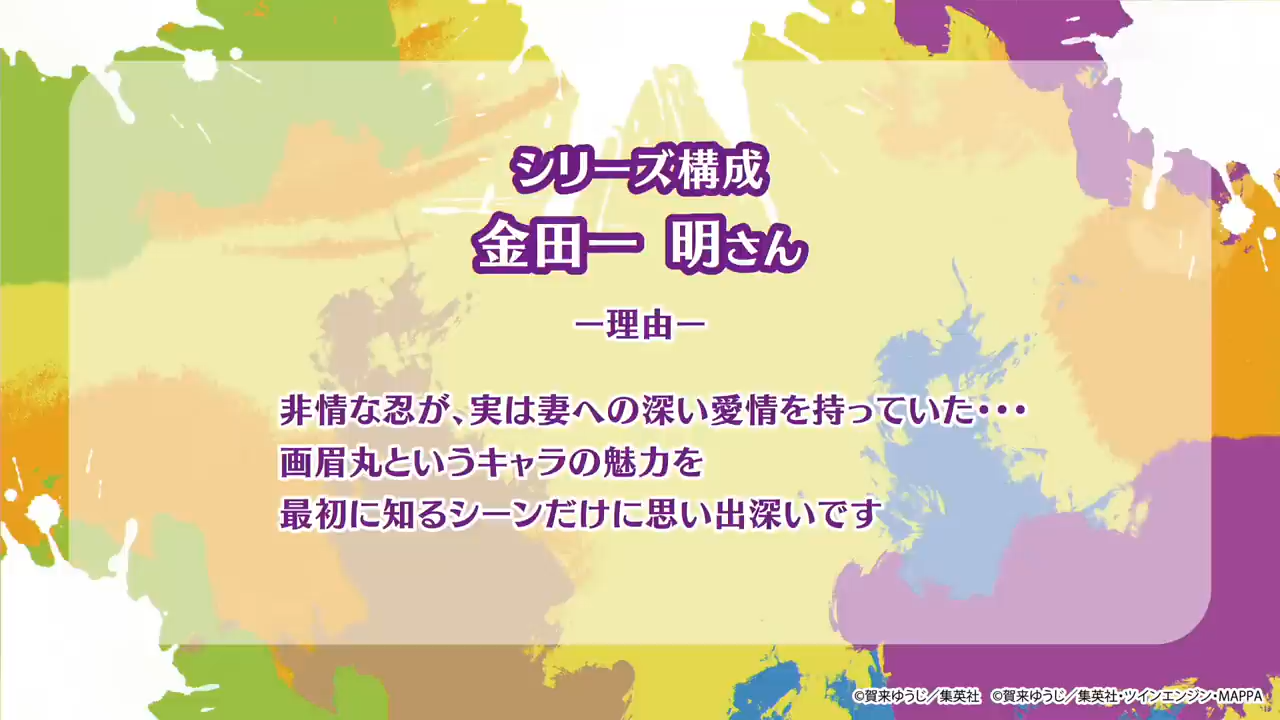 シリーズ構成
金田一 明さん
ー理由ー
非情な忍が、実は妻への深い愛情を持っていた・・・
画眉丸というキャラの魅力を
最初に知るシーンだけに思い出深いです
©賀来ゆうじ／集英社 ©賀来ゆうじ／集英社・ツインエンジン・MAPPA